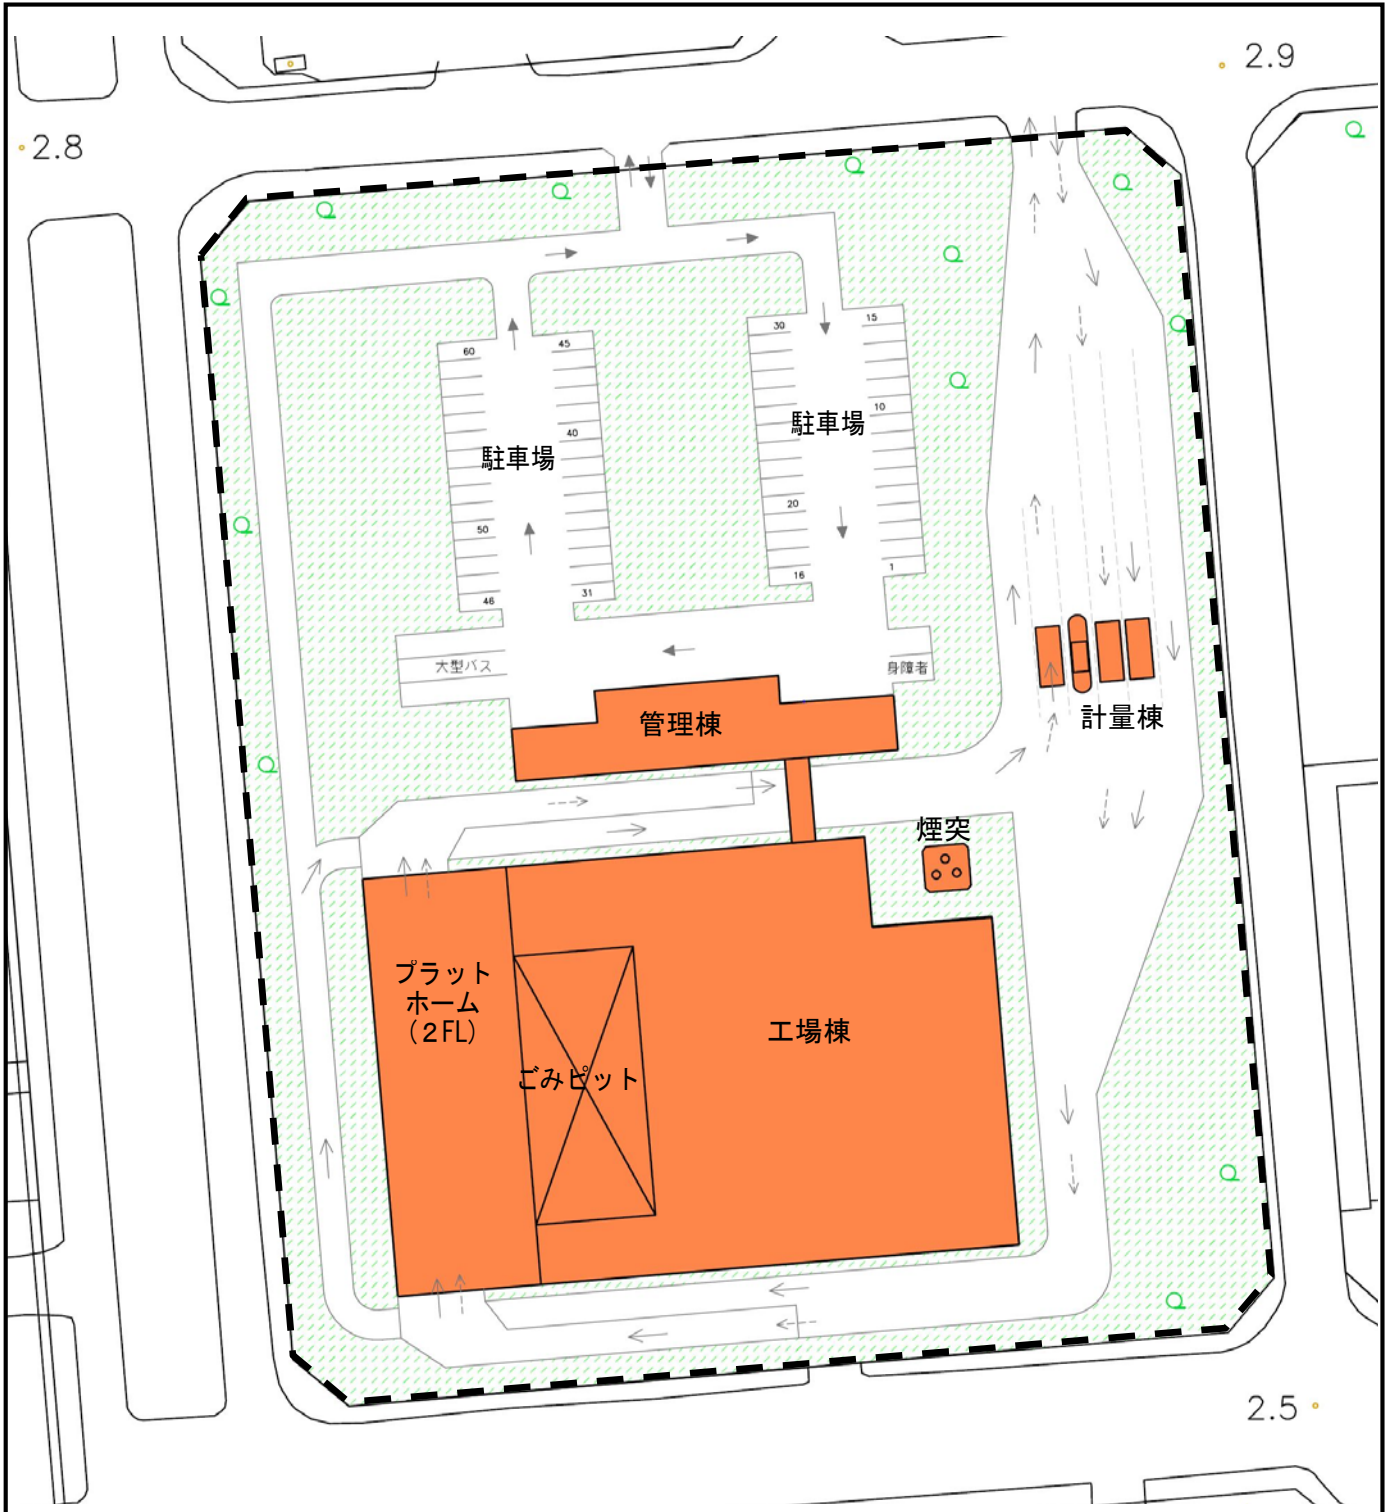 2.9
2.8
15
30
45
60
10
駐車場
40
駐車場
20
50
1
16
31
46
大型バス
身障者
管理棟
計量棟
煙突
プラット
ホーム
（２FL）
工場棟
ごみピット
2.5